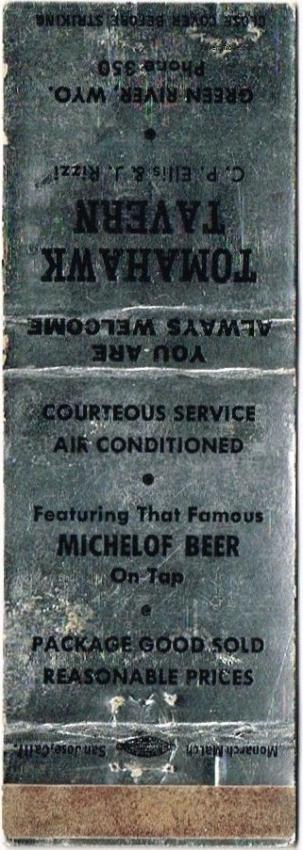 CLOSE COVER BEFORE STRIKING
Phone 350
GREEN RIVER, WYO.
C. P. Ellis & J. Rizzi
TOMAHAWK
TAVERN
YOU ARE
ALWAYS WELCOME
COURTEOUS SERVICE
AIR CONDITIONED
Featuring That Famous
MICHELOF BEER
On Tap
PACKAGE GOOD SOLD
REASONABLE PRICES
Monarch Match San Jose, Calif.